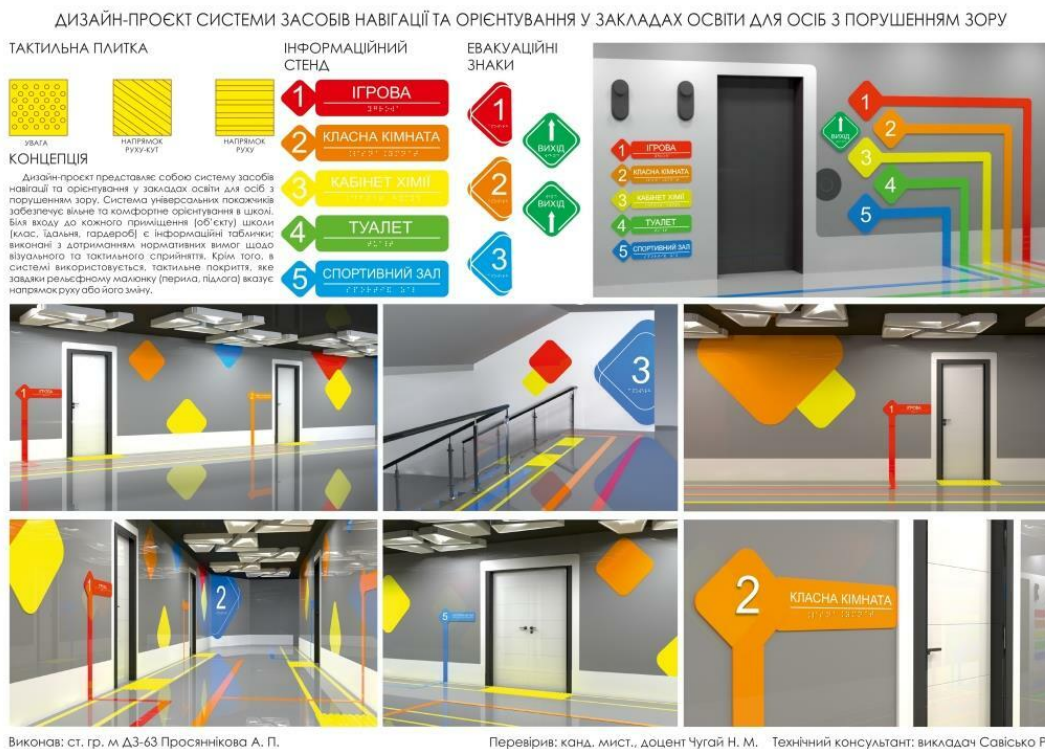 ДИЗАЙН-ПРОЄКТ СИСТЕМИ ЗАСОБІВ НАВІГАЦІЇ ТА ОРІЄНТУВАННЯ У ЗАКЛАДАХ ОСВІТИ ДЛЯ ОСІБ З ПОРУШЕННЯМ ЗОРУ
ТАКТИЛЬНА ПЛИТКА
УВАГА
НАПРЯМОК
РУХУ-КУТ
НАПРЯМОК
РУХУ
КОНЦЕПЦІЯ
Дизайн-проєкт представляє собою систему засобів
навігації та орієнтування у закладах освіти для осіб з
порушенням зору. Система універсальних покажчиків
забезпечує вільне та комфортне орієнтування в школі.
Біля входу до кожного приміщення (об'єкту) школи
(клас, їдальня, гардероб) є інформаційні таблички;
виконані з дотриманням нормативних вимог щодо
візуального та тактильного сприйняття. Крім того, в
системі використовується, тактильне покриття, яке
завдяки рельєфному малюнку (перила, підлога) вказує
напрямок руху або його зміну.
ІНФОРМАЦІЙНИЙ
СТЕНД
1 ІГРОВА
2 КЛАСНА КІМНАТА
3 КАБІНЕТ ХІМІЇ
4 ТУАЛЕТ
5 СПОРТИВНИЙ ЗАЛ
ЕВАКУАЦІЙНІ
ЗНАКИ
1
2
3
ВИХІД
ВИХІД
1 ІГРОВА
2 КЛАСНА КІМНАТА
3 КАБІНЕТ ХІМІЇ
4 ТУАЛЕТ
5 СПОРТИВНИЙ ЗАЛ
ВИХІД
1
2
3
4
5
1 ІГРОВА
2
3
1 ІГРОВА
2
5
2 КЛАСНА КІМНАТА
Виконав: ст. гр. м ДЗ-63 Просяннікова А. П.
Перевірив: канд. мист., доцент Чугай Н. М. Технічний консультант: викладач Савісько Р